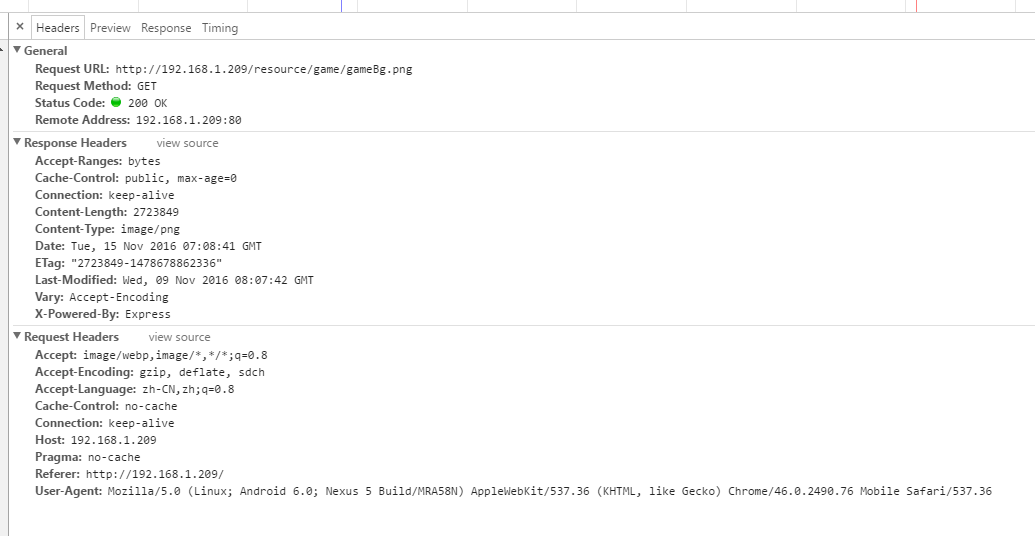 × Headers Preview Response Timing
▼ General
Request URL: http://192.168.1.209/resource/game/gameBg.png
Request Method: GET
Status Code: 200 OK
Remote Address: 192.168.1.209:80
▼ Response Headers view source
Accept-Ranges: bytes
Cache-Control: public, max-age=0
Connection: keep-alive
Content-Length: 2723849
Content-Type: image/png
Date: Tue, 15 Nov 2016 07:08:41 GMT
ETag: "2723849-1478678862336"
Last-Modified: Wed, 09 Nov 2016 08:07:42 GMT
Vary: Accept-Encoding
X-Powered-By: Express
▼ Request Headers view source
Accept: image/webp,image/*,*/*;q=0.8
Accept-Encoding: gzip, deflate, sdch
Accept-Language: zh-CN,zh;q=0.8
Cache-Control: no-cache
Connection: keep-alive
Host: 192.168.1.209
Pragma: no-cache
Referer: http://192.168.1.209/
User-Agent: Mozilla/5.0 (Linux; Android 6.0; Nexus 5 Build/MRA58N) AppleWebKit/537.36 (KHTML, like Gecko) Chrome/46.0.2490.76 Mobile Safari/537.36